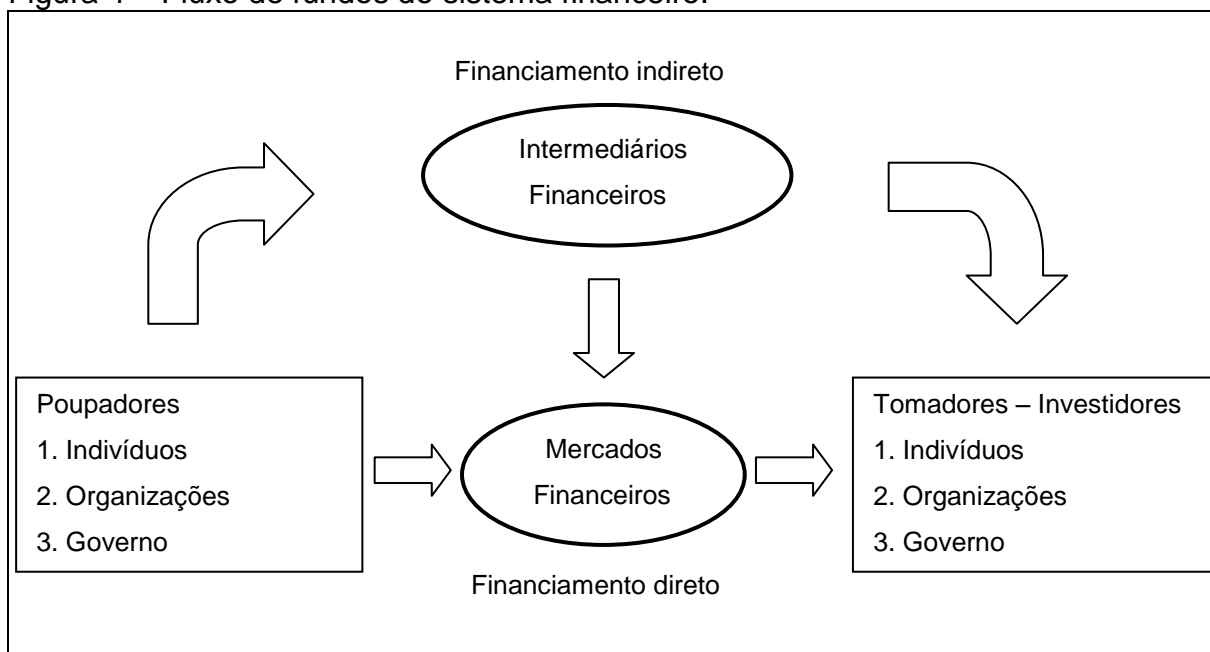 Financiamento indireto
Intermediários
Financeiros
Poupadores
1. Indivíduos
2. Organizações
3. Governo
Mercados
Financeiros
Tomadores – Investidores
1. Indivíduos
2. Organizações
3. Governo
Financiamento direto